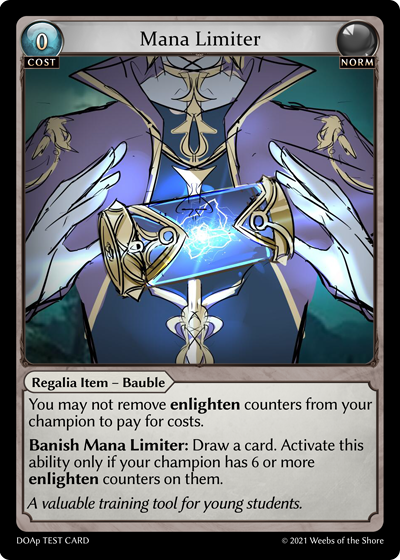 0
Mana Limiter
COST
NORM
Regalia Item – Bauble
You may not remove enlighten counters from your
champion to pay for costs.
Banish Mana Limiter: Draw a card. Activate this
ability only if your champion has 6 or more
enlighten counters on them.
A valuable training tool for young students.
DOAp TEST CARD
© 2021 Weebs of the Shore